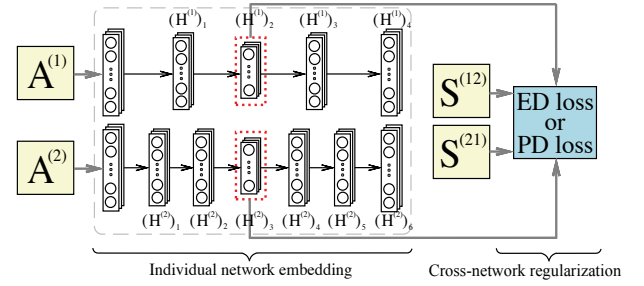 (H⁽¹⁾)₁ (H⁽¹⁾)₂ (H⁽¹⁾)₃ (H⁽¹⁾)₄
A⁽¹⁾
S⁽¹²⁾
ED loss
or
PD loss
A⁽²⁾
S⁽²¹⁾
(H⁽²⁾)₁ (H⁽²⁾)₂ (H⁽²⁾)₃ (H⁽²⁾)₄ (H⁽²⁾)₅ (H⁽²⁾)₆
Individual network embedding
Cross-network regularization